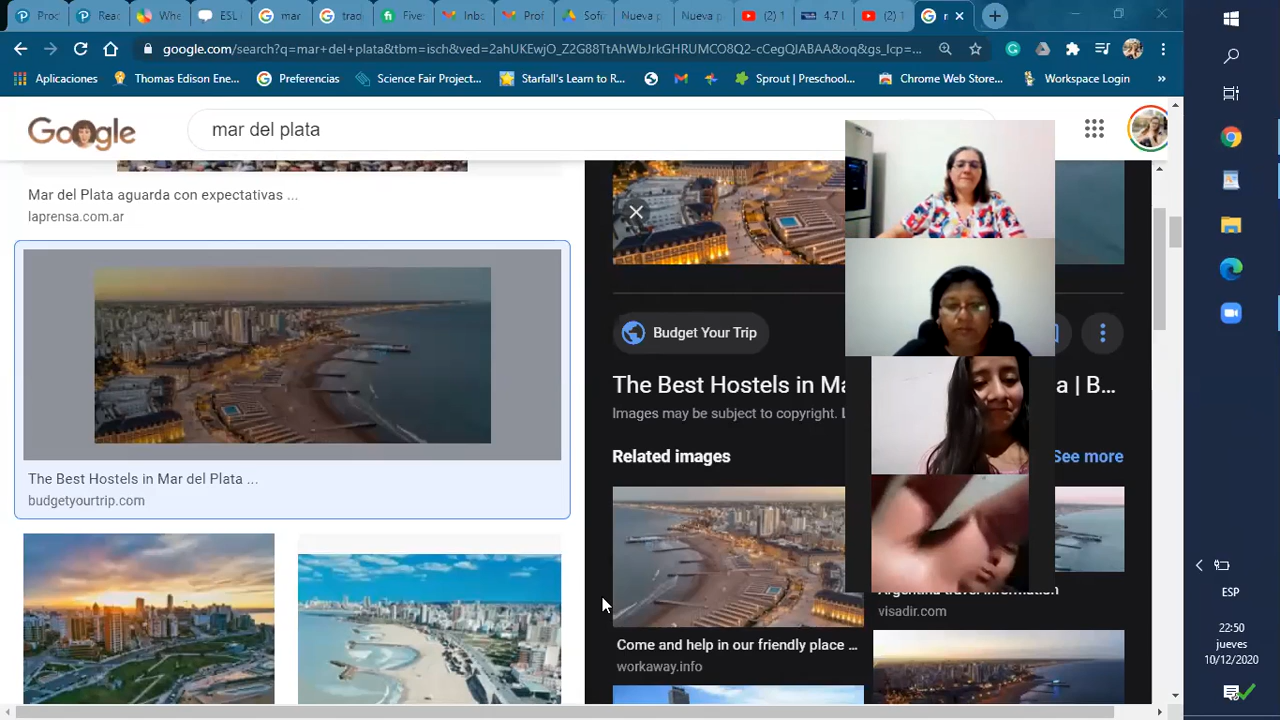 Proc
Reac
Whe
ESL
mar
trad
Fiver
Inbo
Prof
Sofi
Nueva p
Nueva p
(2) 1
4.7 l
(2) 1
google.com/search?q=mar+del+plata&tbm=isch&ved=2ahUKEwjO_Z2G88TtAhWbJrkGHRUMCO8Q2-cCegQIABAA&oq&gs_lcp=...
Aplicaciones
Thomas Edison Ene...
Preferencias
Science Fair Project...
Starfall's Learn to R...
Sprout | Preschool...
Chrome Web Store...
Workspace Login
»
Google
mar del plata
Mar del Plata aguarda con expectativas ...
laprensa.com.ar
The Best Hostels in Mar del Plata ...
budgetyourtrip.com
Budget Your Trip
The Best Hostels in Ma
a | B...
Images may be subject to copyright.
Related images
See more
Come and help in our friendly place ...
workaway.info
Argentina travel information
visadir.com
ESP
22:50
jueves
10/12/2020